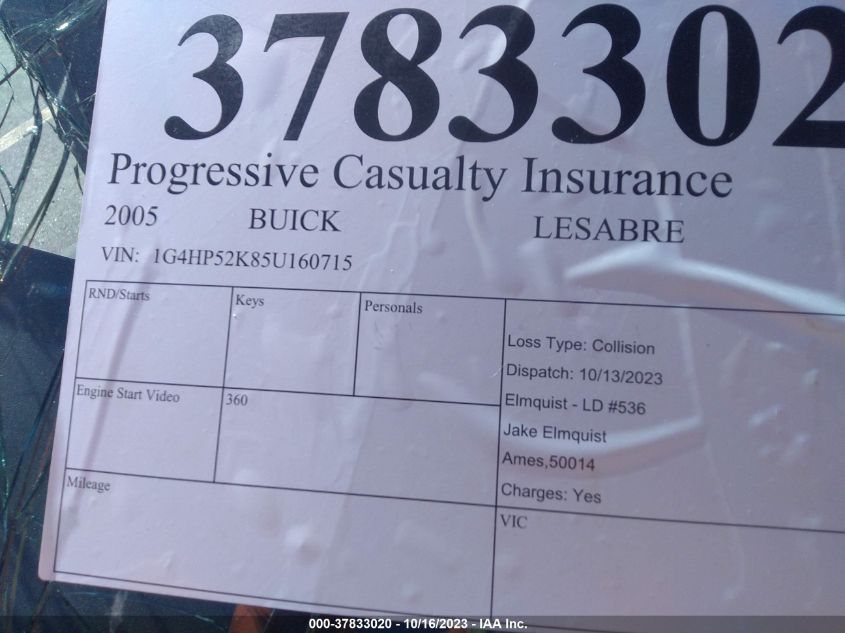 3783302
Progressive Casualty Insurance
2005 BUICK LESABRE
VIN: 1G4HP52K85U160715
RND/Starts
Keys
Personals
Loss Type: Collision
Dispatch: 10/13/2023
Elmquist - LD #536
Jake Elmquist
Ames,50014
Charges: Yes
Engine Start Video
360
Mileage
VIC
000-37833020 - 10/16/2023 - IAA Inc.